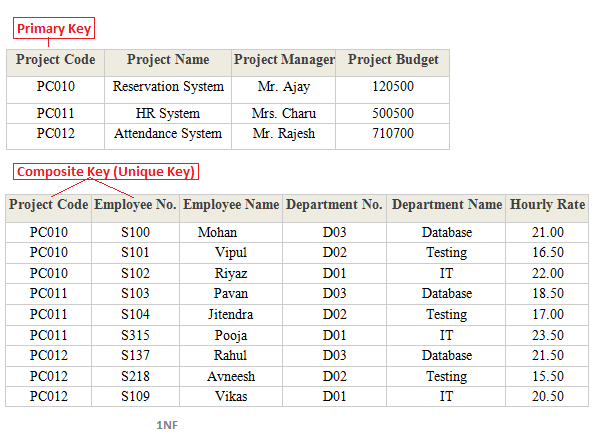 Primary Key
Project Code Project Name Project Manager Project Budget
PC010 Reservation System Mr. Ajay 120500
PC011 HR System Mrs. Charu 500500
PC012 Attendance System Mr. Rajesh 710700
Composite Key (Unique Key)
Project Code Employee No. Employee Name Department No. Department Name Hourly Rate
PC010 S100 Mohan D03 Database 21.00
PC010 S101 Vipul D02 Testing 16.50
PC010 S102 Riyaz D01 IT 22.00
PC011 S103 Pavan D03 Database 18.50
PC011 S104 Jitendra D02 Testing 17.00
PC011 S315 Pooja D01 IT 23.50
PC012 S137 Rahul D03 Database 21.50
PC012 S218 Avneesh D02 Testing 15.50
PC012 S109 Vikas D01 IT 20.50
1NF